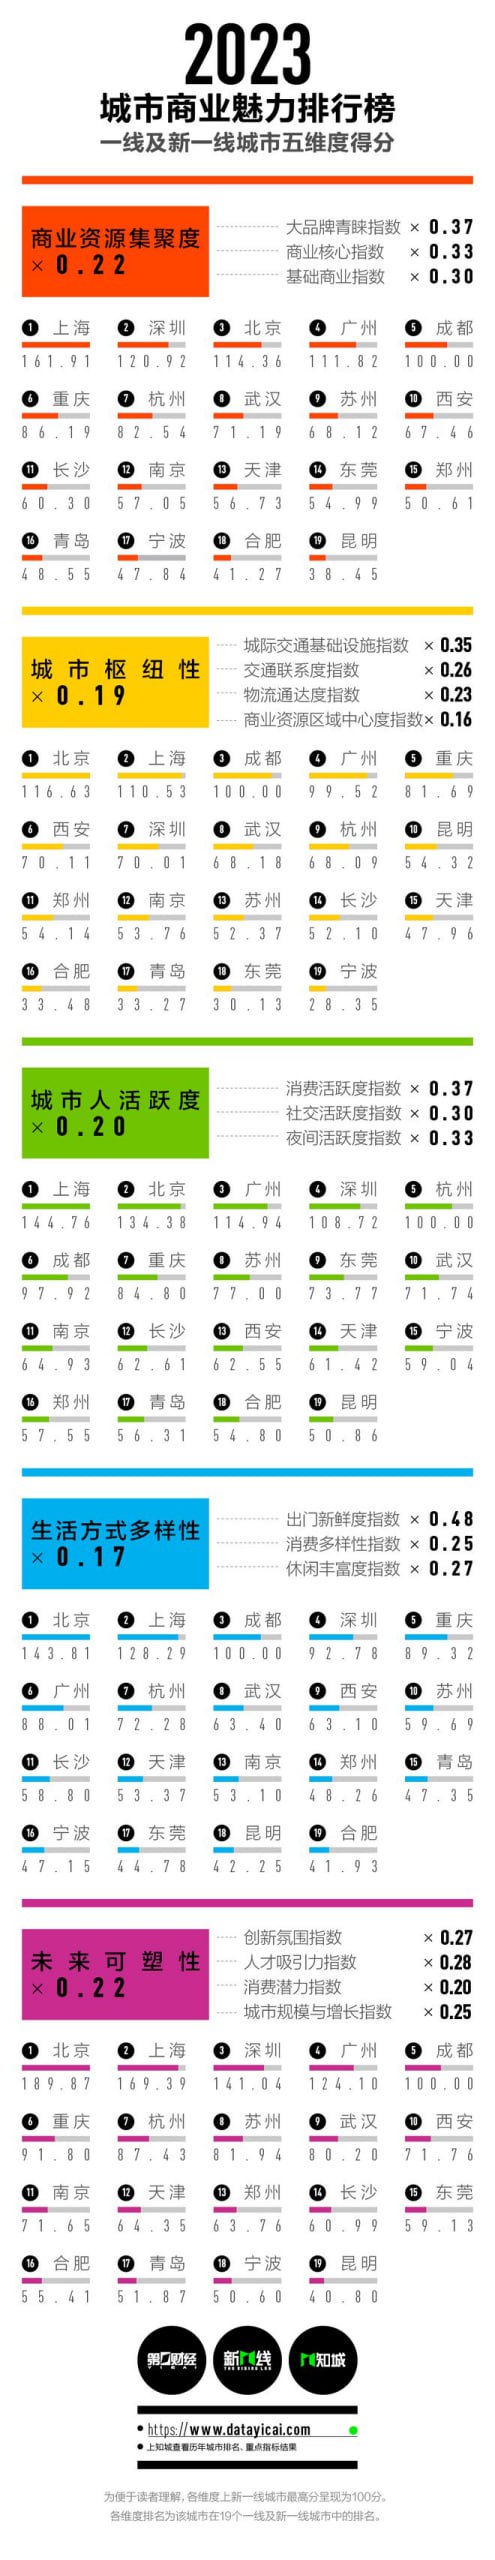 2023
城市商业魅力排行榜
一线及新一线城市五维度得分
商业资源集聚度
× 0.22
大品牌青睐指数 × 0.37
商业核心指数 × 0.33
基础商业指数 × 0.30
1 上海 2 深圳 3 北京 4 广州 5 成都
161.91 120.92 114.36 111.82 100.00
6 重庆 7 杭州 8 武汉 9 苏州 10 西安
86.19 82.54 71.19 68.12 67.46
11 长沙 12 南京 13 天津 14 东莞 15 郑州
60.30 57.05 56.73 54.99 50.61
16 青岛 17 宁波 18 合肥 19 昆明
48.55 47.84 41.27 38.45
城市枢纽性
× 0.19
城际交通基础设施指数 × 0.35
交通联系度指数 × 0.26
物流通达度指数 × 0.23
商业资源区域中心度指数 × 0.16
1 北京 2 上海 3 成都 4 广州 5 重庆
116.63 110.53 100.00 99.52 81.69
6 西安 7 深圳 8 武汉 9 杭州 10 昆明
70.11 70.01 68.18 68.09 54.32
11 郑州 12 南京 13 苏州 14 长沙 15 天津
54.14 53.76 52.37 52.10 47.96
16 合肥 17 青岛 18 东莞 19 宁波
33.48 33.27 30.13 28.35
城市人活跃度
× 0.20
消费活跃度指数 × 0.37
社交活跃度指数 × 0.30
夜间活跃度指数 × 0.33
1 上海 2 北京 3 广州 4 深圳 5 杭州
144.76 134.38 114.94 108.72 100.00
6 成都 7 重庆 8 苏州 9 东莞 10 武汉
97.92 84.80 77.00 73.77 71.74
11 南京 12 长沙 13 西安 14 天津 15 宁波
64.93 62.61 62.55 61.42 59.04
16 郑州 17 青岛 18 合肥 19 昆明
57.55 56.31 54.80 50.86
生活方式多样性
× 0.17
出门新鲜度指数 × 0.48
消费多样性指数 × 0.25
休闲丰富度指数 × 0.27
1 北京 2 上海 3 成都 4 深圳 5 重庆
143.81 128.29 100.00 92.78 89.32
6 广州 7 杭州 8 武汉 9 西安 10 苏州
88.01 72.28 63.40 63.10 59.69
11 长沙 12 天津 13 南京 14 郑州 15 青岛
58.80 53.37 53.10 48.26 47.35
16 宁波 17 东莞 18 昆明 19 合肥
47.15 44.78 42.25 41.93
未来可塑性
× 0.22
创新氛围指数 × 0.27
人才吸引力指数 × 0.28
消费潜力指数 × 0.20
城市规模与增长指数 × 0.25
1 北京 2 上海 3 深圳 4 广州 5 成都
189.87 169.39 141.04 124.10 100.00
6 重庆 7 杭州 8 苏州 9 武汉 10 西安
91.80 87.43 81.94 80.20 71.76
11 南京 12 天津 13 郑州 14 长沙 15 东莞
71.65 64.35 63.76 60.99 59.13
16 合肥 17 青岛 18 宁波 19 昆明
55.41 51.87 50.60 40.80
第一财经 新一线 知城
YICAI THE RISING LAB
https://www.datayicai.com
上知城查看历年城市排名、重点指标结果
为便于读者理解,各维度上新一线城市最高分呈现为100分。
各维度排名为该城市在19个一线及新一线城市中的排名。